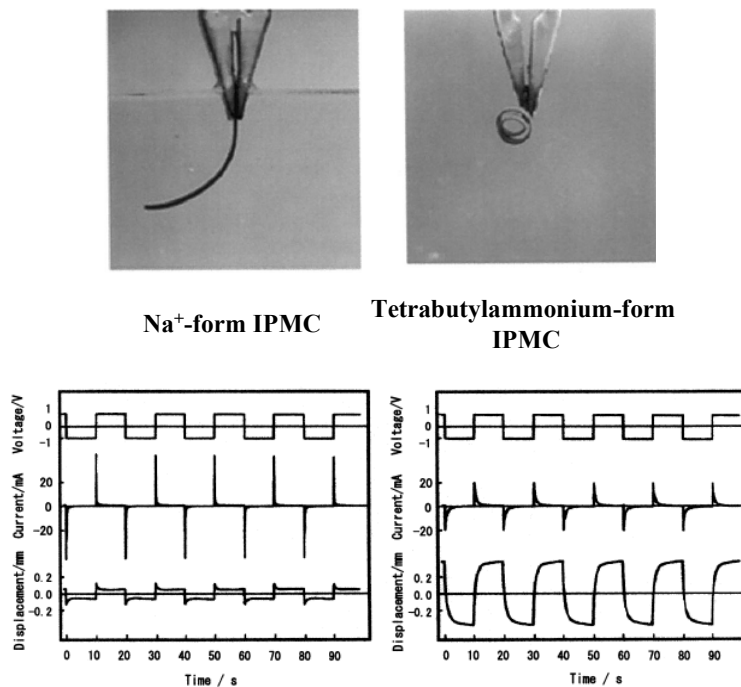 Na+-form IPMC
Tetrabutylammonium-form
IPMC
Voltage/V
1
0
-1
Current/mA
20
0
-20
Displacement/mm
0.2
0.0
-0.2
0 10 20 30 40 50 60 70 80 90
Time / s
Voltage/V
1
0
-1
Current/mA
20
0
-20
Displacement/mm
0.2
0.0
-0.2
0 10 20 30 40 50 60 70 80 90
Time / s